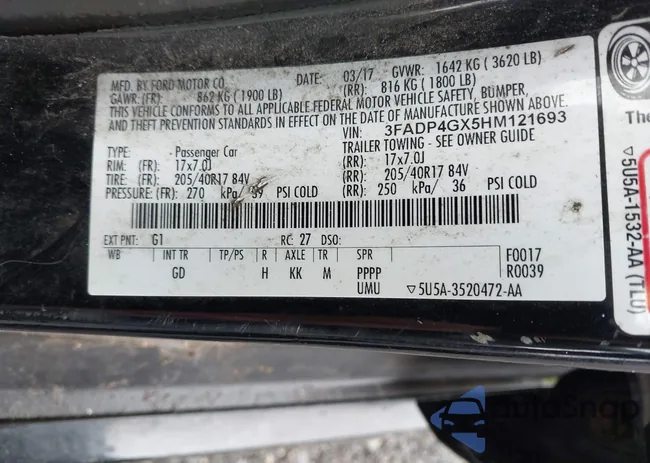 MFD. BY FORD MOTOR CO. DATE: 03/17 GVWR: 1642 KG ( 3620 LB)
GAWR: (FR): 862 KG ( 1900 LB) (RR): 816 KG ( 1800 LB)
THIS VEHICLE CONFORMS TO ALL APPLICABLE FEDERAL MOTOR VEHICLE SAFETY, BUMPER,
AND THEFT PREVENTION STANDARDS IN EFFECT ON THE DATE OF MANUFACTURE SHOWN ABOVE.
VIN: 3FADP4GX5HM121693
TYPE: - Passenger Car TRAILER TOWING - SEE OWNER GUIDE
RIM: (FR): 17x7.0J (RR): 17x7.0J
TIRE: (FR): 205/40R17 84V (RR): 205/40R17 84V
PRESSURE: (FR): 270 kPa/ 39 PSI COLD (RR): 250 kPa/ 36 PSI COLD
EXT PNT: G1 RC: 27 DSO:
WB INT TR TP/PS R AXLE TR SPR F0017
GD H KK M PPPP R0039
UMU ▽5U5A-3520472-AA
The
▽5U5A-1532-AA (TLU)
AutoSnap